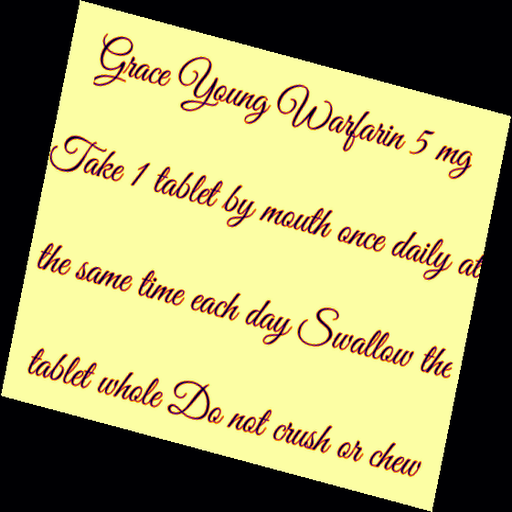 Grace Young Warfarin 5 mg
Take 1 tablet by mouth once daily at
the same time each day Swallow the
tablet whole Do not crush or chew